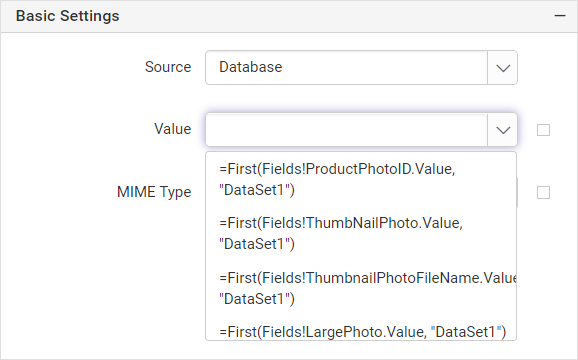 Basic Settings
Source
Database
Value
MIME Type
=First(Fields!ProductPhotoID.Value,
"DataSet1")
=First(Fields!ThumbNailPhoto.Value,
"DataSet1")
=First(Fields!ThumbnailPhotoFileName.Value
"DataSet1")
=First(Fields!LargePhoto.Value, "DataSet1")